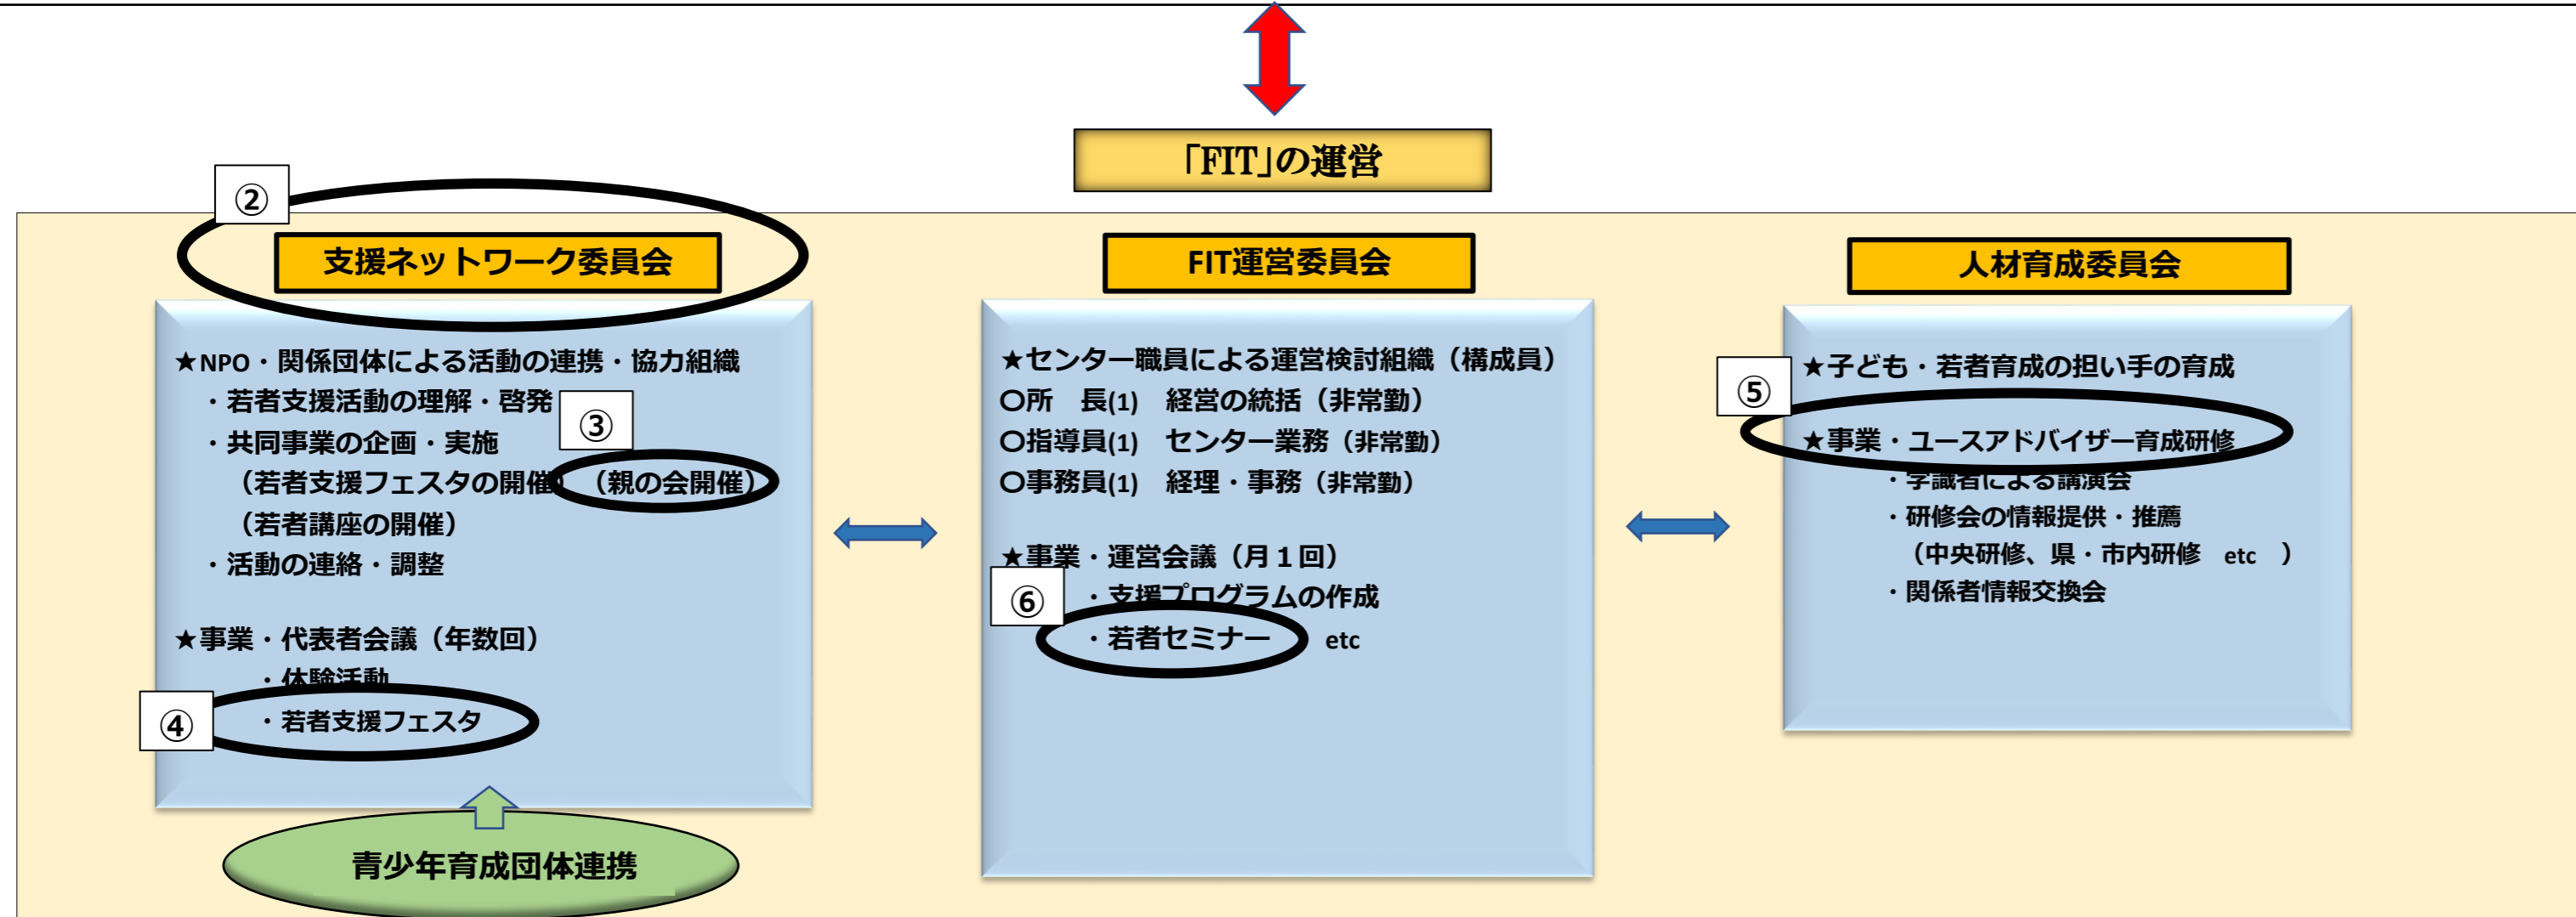 「FIT」の運営
②
支援ネットワーク委員会
★NPO・関係団体による活動の連携・協力組織
・若者支援活動の理解・啓発
③
・共同事業の企画・実施
（若者支援フェスタの開催）（親の会開催）
（若者講座の開催）
・活動の連絡・調整
★事業・代表者会議（年数回）
・体験活動
④
・若者支援フェスタ
青少年育成団体連携
FIT運営委員会
★センター職員による運営検討組織（構成員）
〇所　長(1)　経営の統括（非常勤）
〇指導員(1)　センター業務（非常勤）
〇事務員(1)　経理・事務（非常勤）
★事業・運営会議（月１回）
⑥
・支援プログラムの作成
・若者セミナー　etc
人材育成委員会
⑤
★子ども・若者育成の担い手の育成
★事業・ユースアドバイザー育成研修
・学識者による講演会
・研修会の情報提供・推薦
（中央研修、県・市内研修　etc　）
・関係者情報交換会